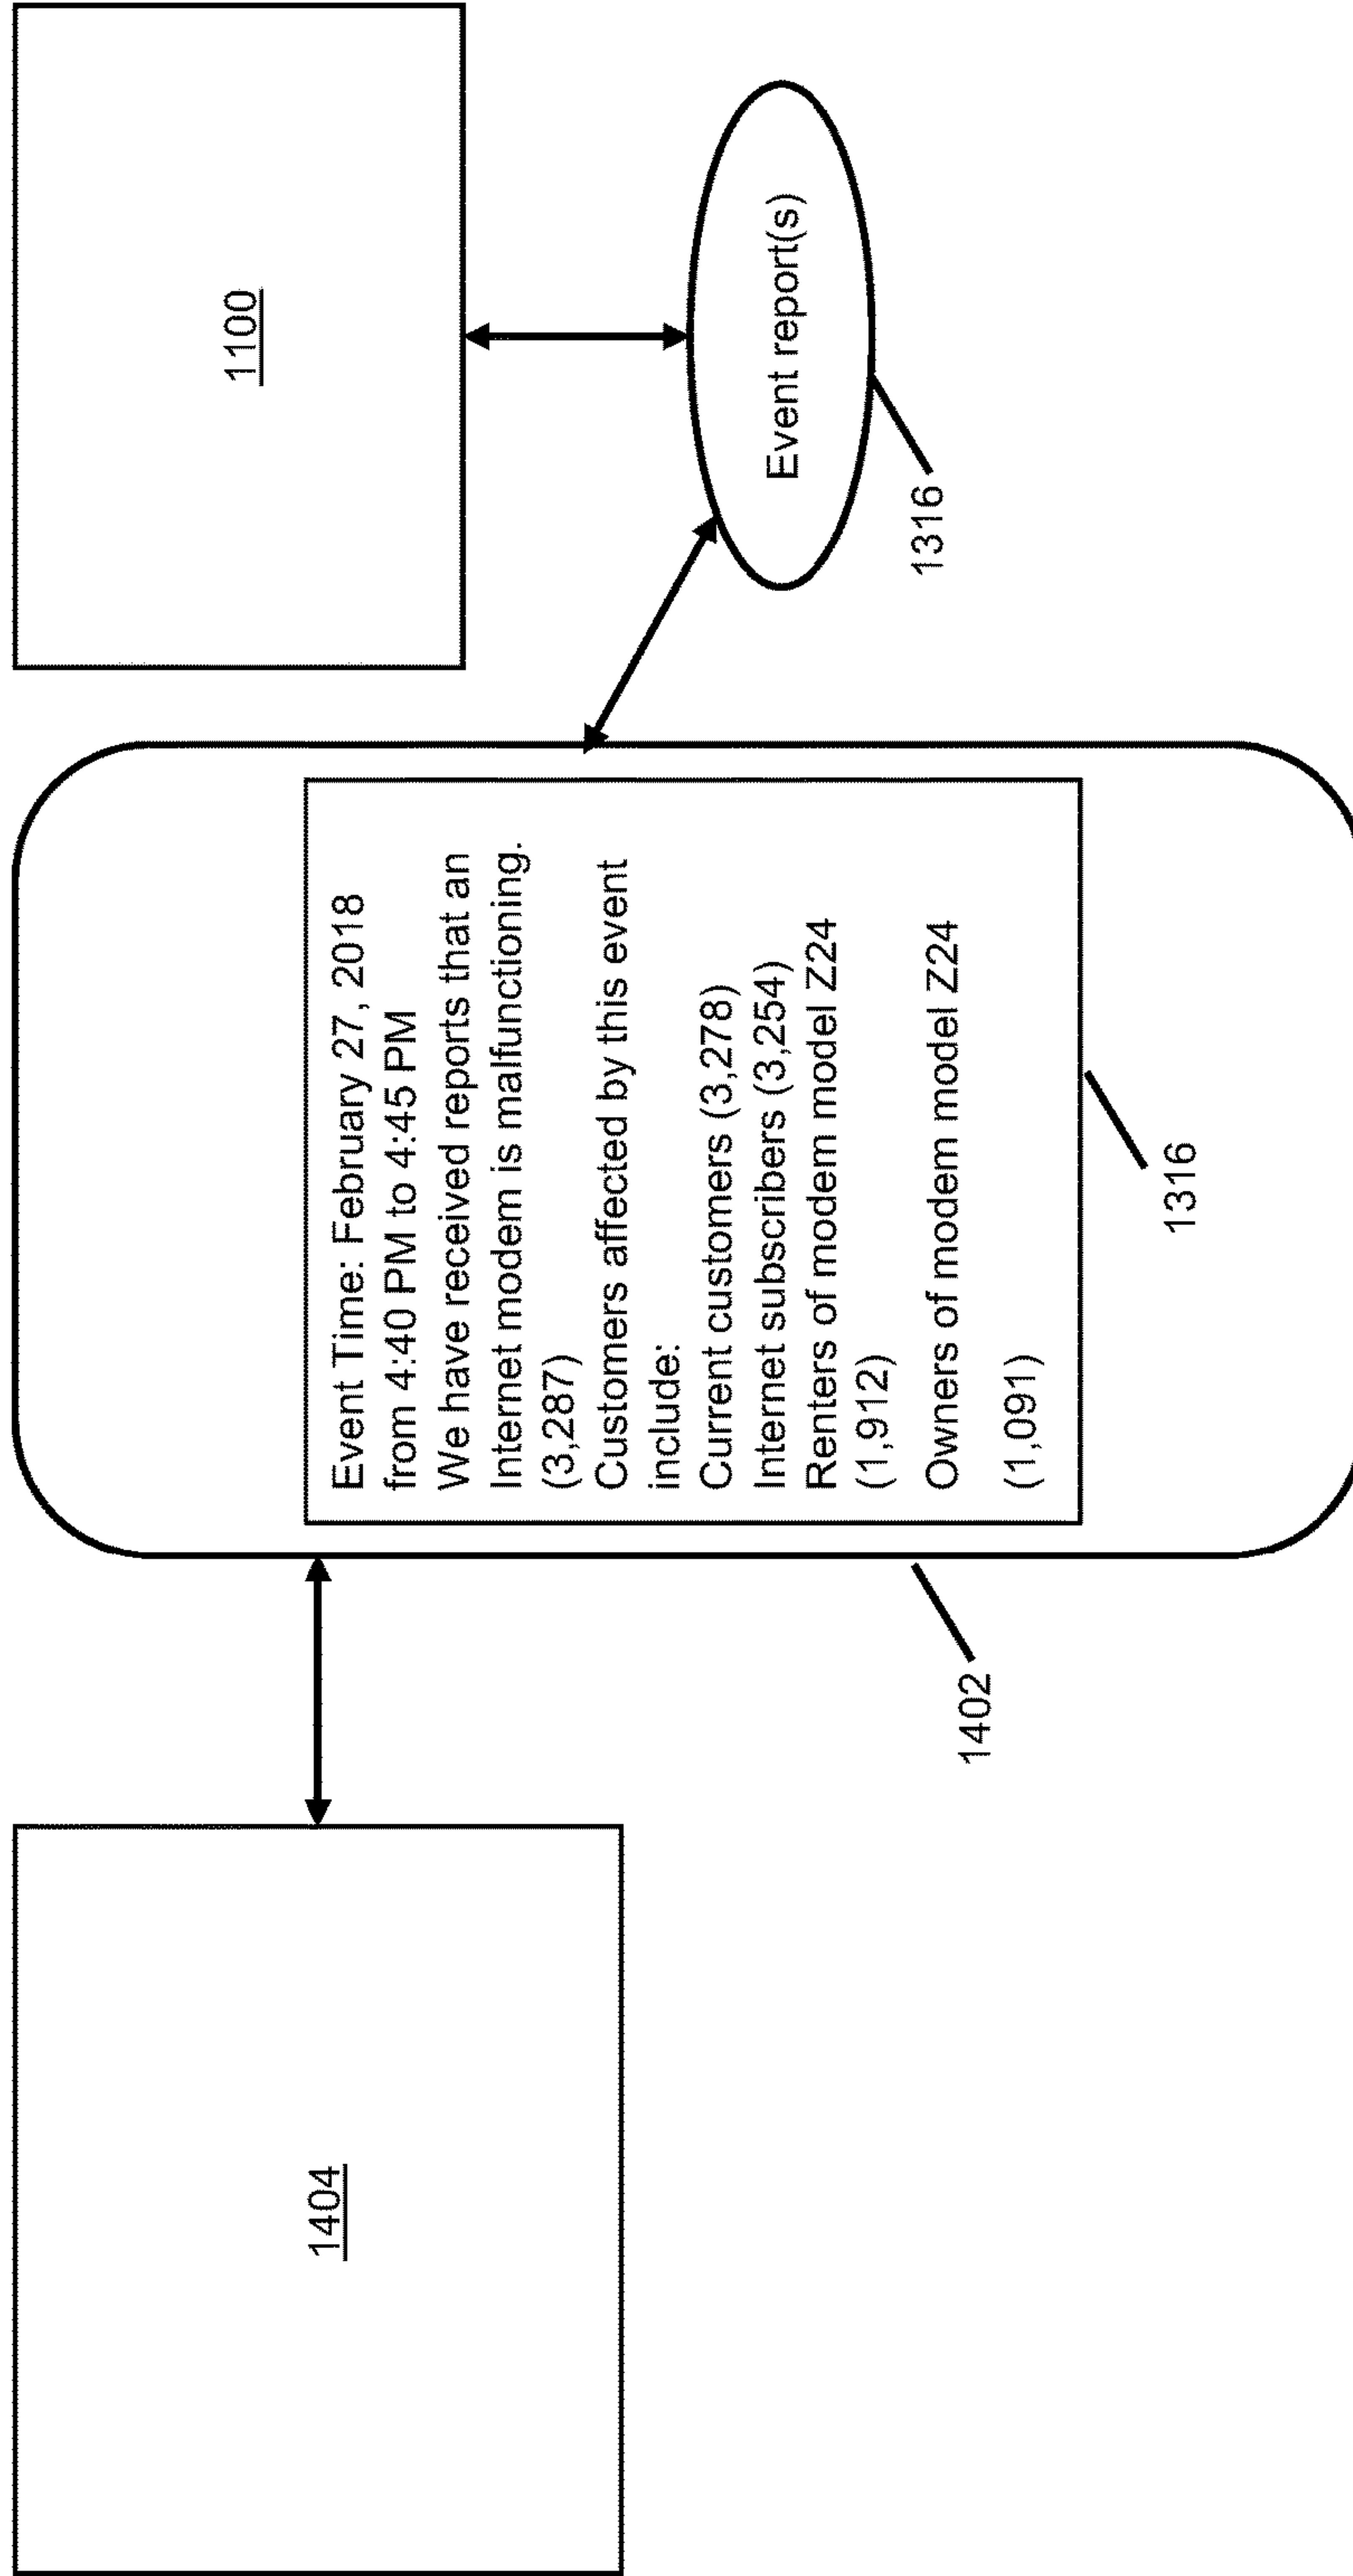 1404
1402
Event Time: February 27, 2018
from 4:40 PM to 4:45 PM
We have received reports that an
Internet modem is malfunctioning.
(3,287)
Customers affected by this event
include:
Current customers (3,278)
Internet subscribers (3,254)
Renters of modem model Z24
(1,912)
Owners of modem model Z24
(1,091)
1316
1100
Event report(s)
1316